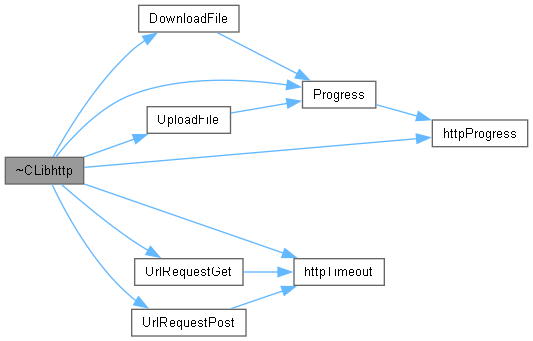 DownloadFile
Progress
UploadFile
httpProgress
~CLibhttp
UrlRequestGet
httpTimeout
UrlRequestPost